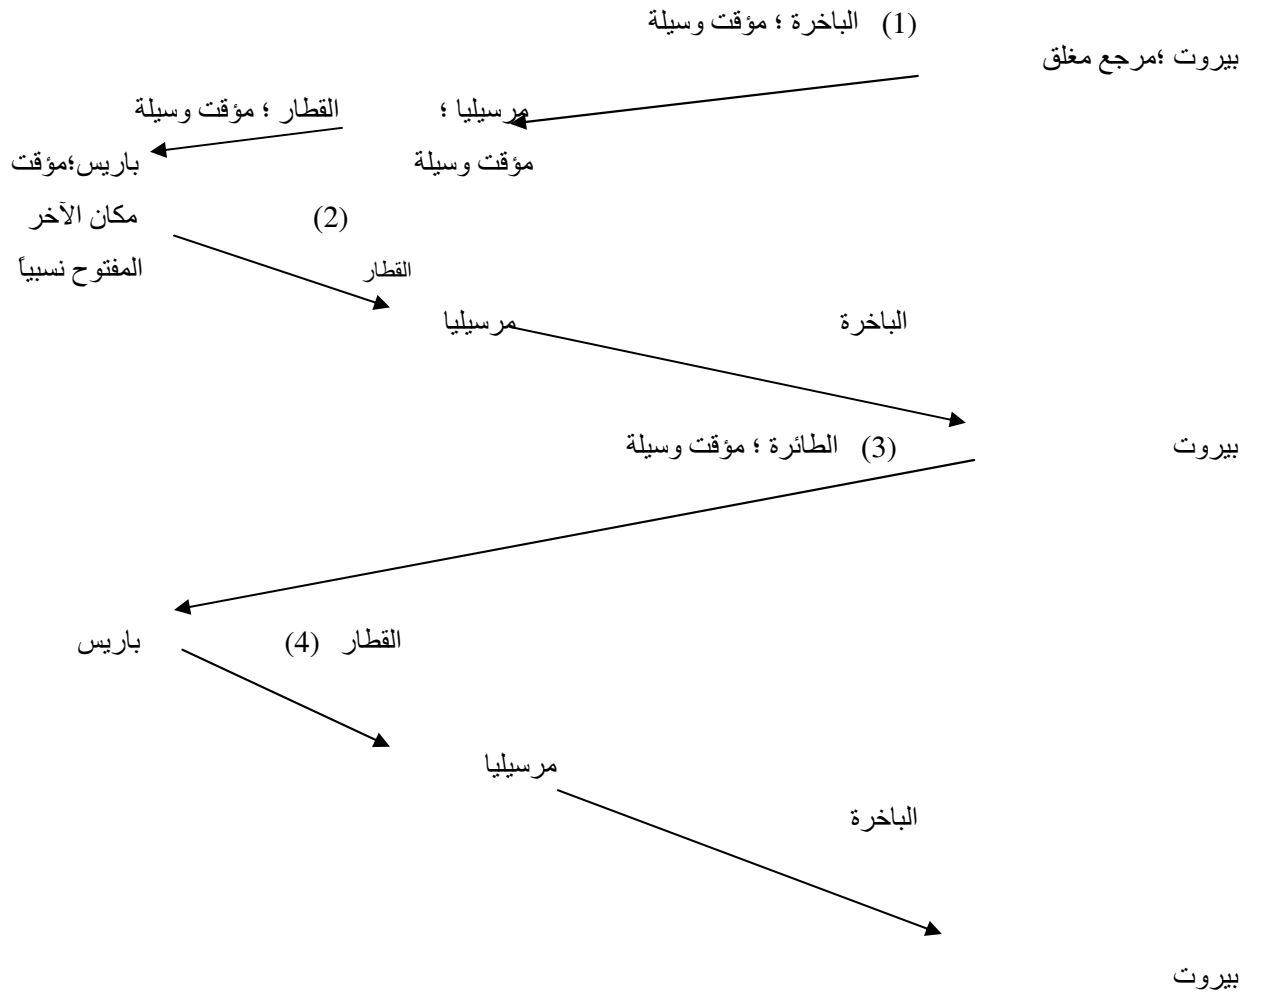 (1) الباخرة ؛ مؤقت وسيلة
بيروت ؛مرجع مغلق
مرسيليا ؛ القطار ؛ مؤقت وسيلة
مؤقت وسيلة باريس؛مؤقت
(2) مكان الآخر
القطار المفتوح نسبياً
الباخرة مرسيليا
بيروت (3) الطائرة ؛ مؤقت وسيلة
القطار (4) باريس
مرسيليا
الباخرة
بيروت